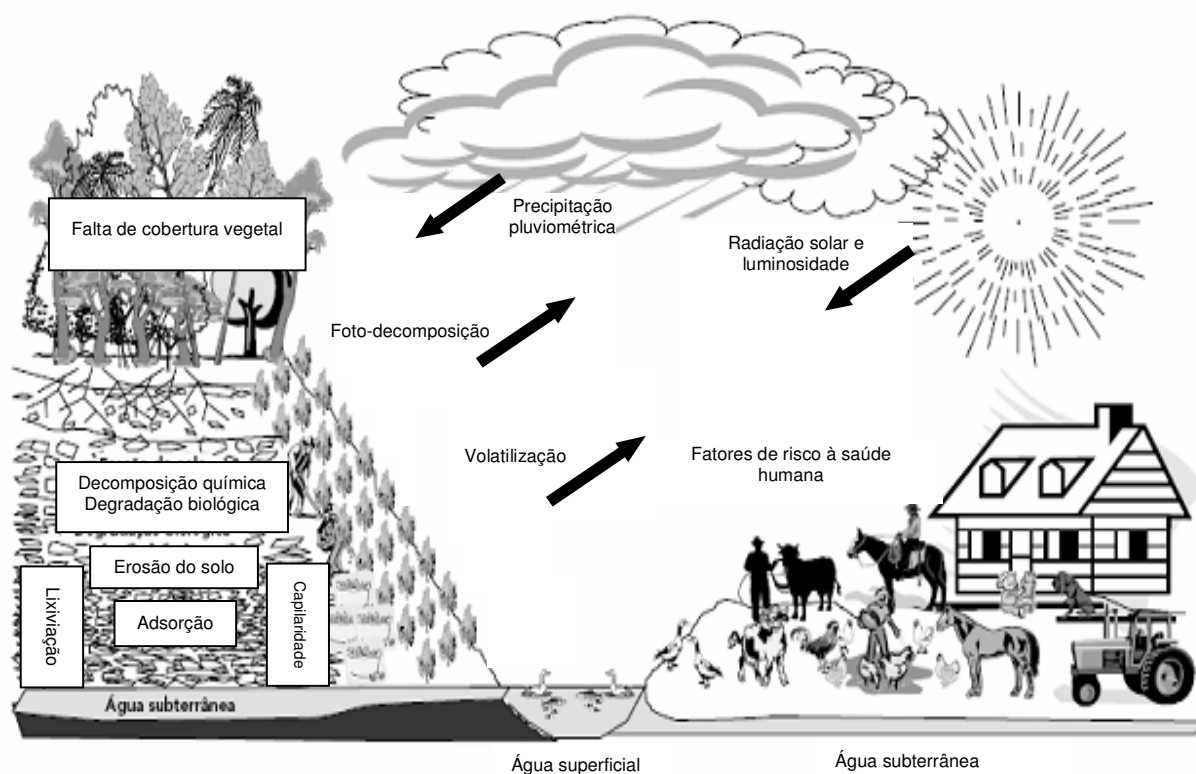 Precipitação
pluviométrica
Falta de cobertura vegetal
Radiação solar e
luminosidade
Foto-decomposição
Volatilização
Fatores de risco à saúde
humana
Decomposição química
Degradação biológica
Erosão do solo
Lixiviação
Adsorção
Capilaridade
Água subterrânea
Água superficial
Água subterrânea